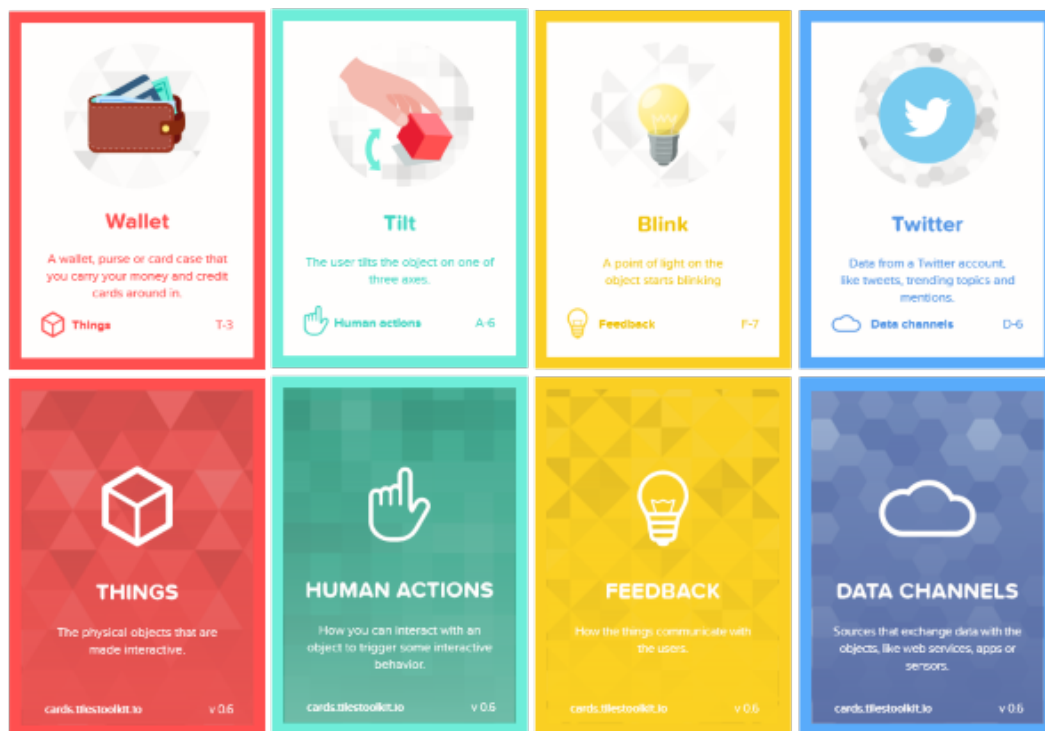 Wallet
A wallet, purse or card case that
you carry your money and credit
cards around in.
Things T-3
Tilt
The user tilts the object on one of
three axes.
Human actions A-6
Blink
A point of light on the
object starts blinking
Feedback F-7
Twitter
Data from a Twitter account,
like tweets, trending topics and
mentions.
Data channels D-6
THINGS
The physical objects that are
made interactive.
cards.tilestoolkit.io v 0.6
HUMAN ACTIONS
How you can interact with an
object to trigger some interactive
behavior.
cards.tilestoolkit.io v 0.6
FEEDBACK
How the things communicate with
the users.
cards.tilestoolkit.io v 0.6
DATA CHANNELS
Sources that exchange data with the
objects, like web services, apps or
sensors.
cards.tilestoolkit.io v 0.6